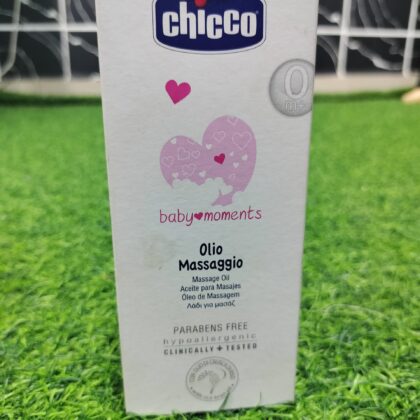 chicco
0
m+
baby moments
Olio
Massaggio
Massage Oil
Aceite para Masajes
Óleo de Massagem
Λάδι για μασάζ
PARABENS FREE
hypoallergenic
CLINICALLY + TESTED